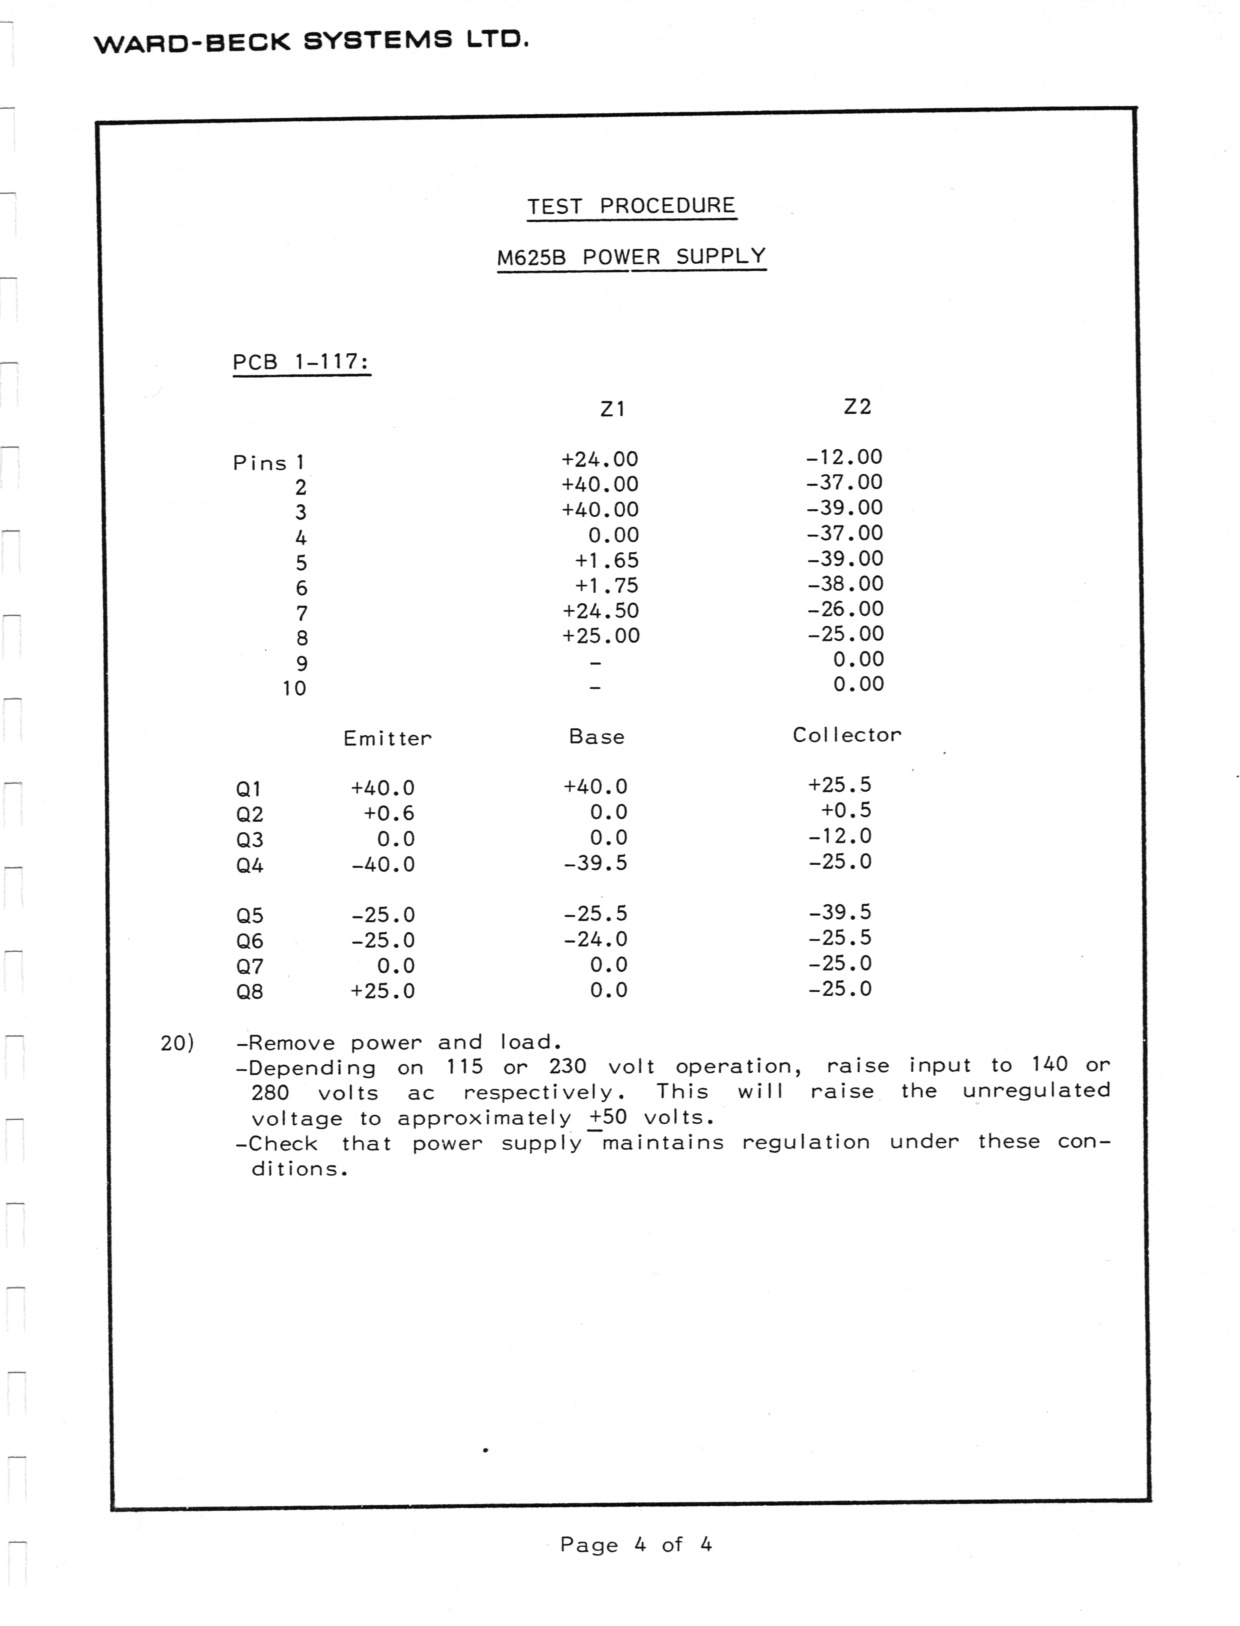 WARD-BECK SYSTEMS LTD.
TEST PROCEDURE
M625B POWER SUPPLY
PCB 1-117:
Z1 Z2
Pins 1 +24.00 -12.00
2 +40.00 -37.00
3 +40.00 -39.00
4 0.00 -37.00
5 +1.65 -39.00
6 +1.75 -38.00
7 +24.50 -26.00
8 +25.00 -25.00
9 - 0.00
10 - 0.00
Emitter Base Collector
Q1 +40.0 +40.0 +25.5
Q2 +0.6 0.0 +0.5
Q3 0.0 0.0 -12.0
Q4 -40.0 -39.5 -25.0
Q5 -25.0 -25.5 -39.5
Q6 -25.0 -24.0 -25.5
Q7 0.0 0.0 -25.0
Q8 +25.0 0.0 -25.0
20) -Remove power and load.
-Depending on 115 or 230 volt operation, raise input to 140 or
280 volts ac respectively. This will raise the unregulated
voltage to approximately ±50 volts.
-Check that power supply maintains regulation under these con-
ditions.
Page 4 of 4